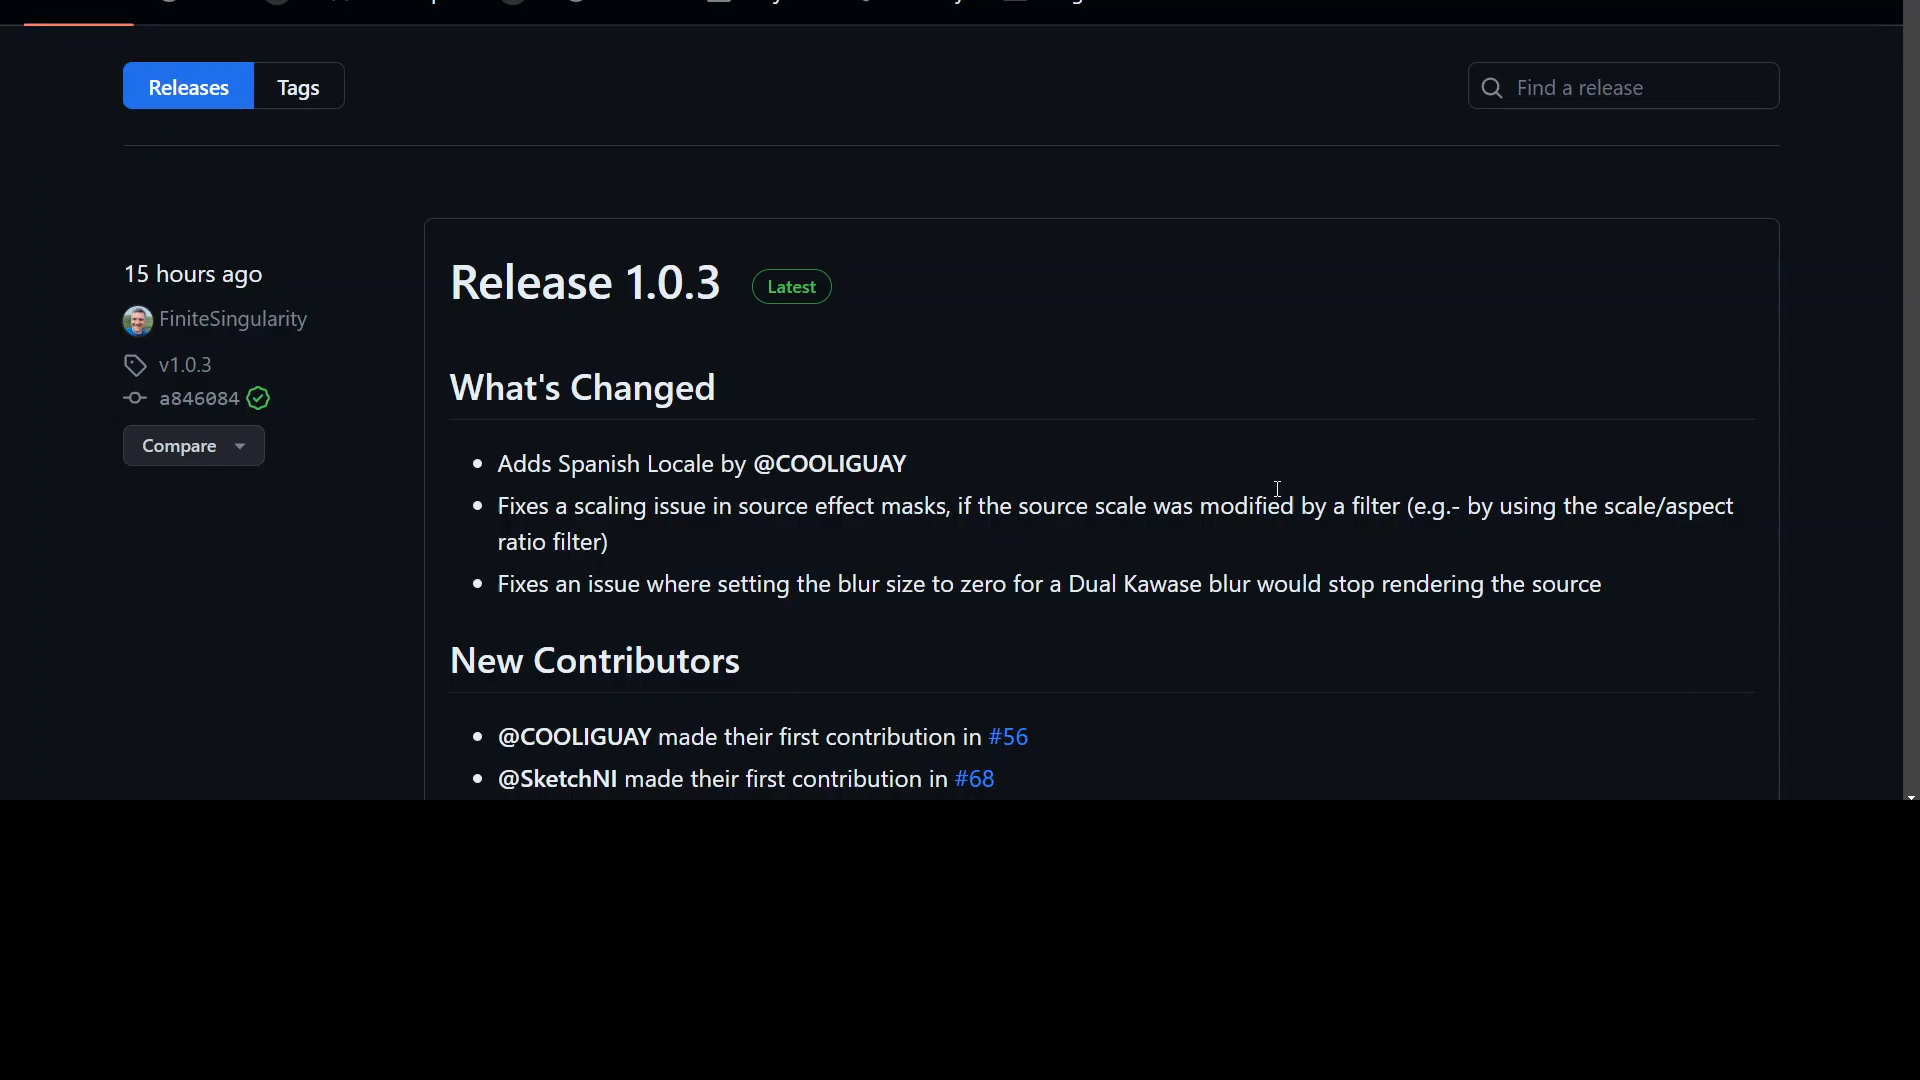 Releases
Tags
Find a release
15 hours ago
FiniteSingularity
v1.0.3
a846084
Compare
Release 1.0.3
Latest
What's Changed
• Adds Spanish Locale by @COOLIGUAY
• Fixes a scaling issue in source effect masks, if the source scale was modified by a filter (e.g.- by using the scale/aspect
ratio filter)
• Fixes an issue where setting the blur size to zero for a Dual Kawase blur would stop rendering the source
New Contributors
• @COOLIGUAY made their first contribution in #56
• @SketchNI made their first contribution in #68